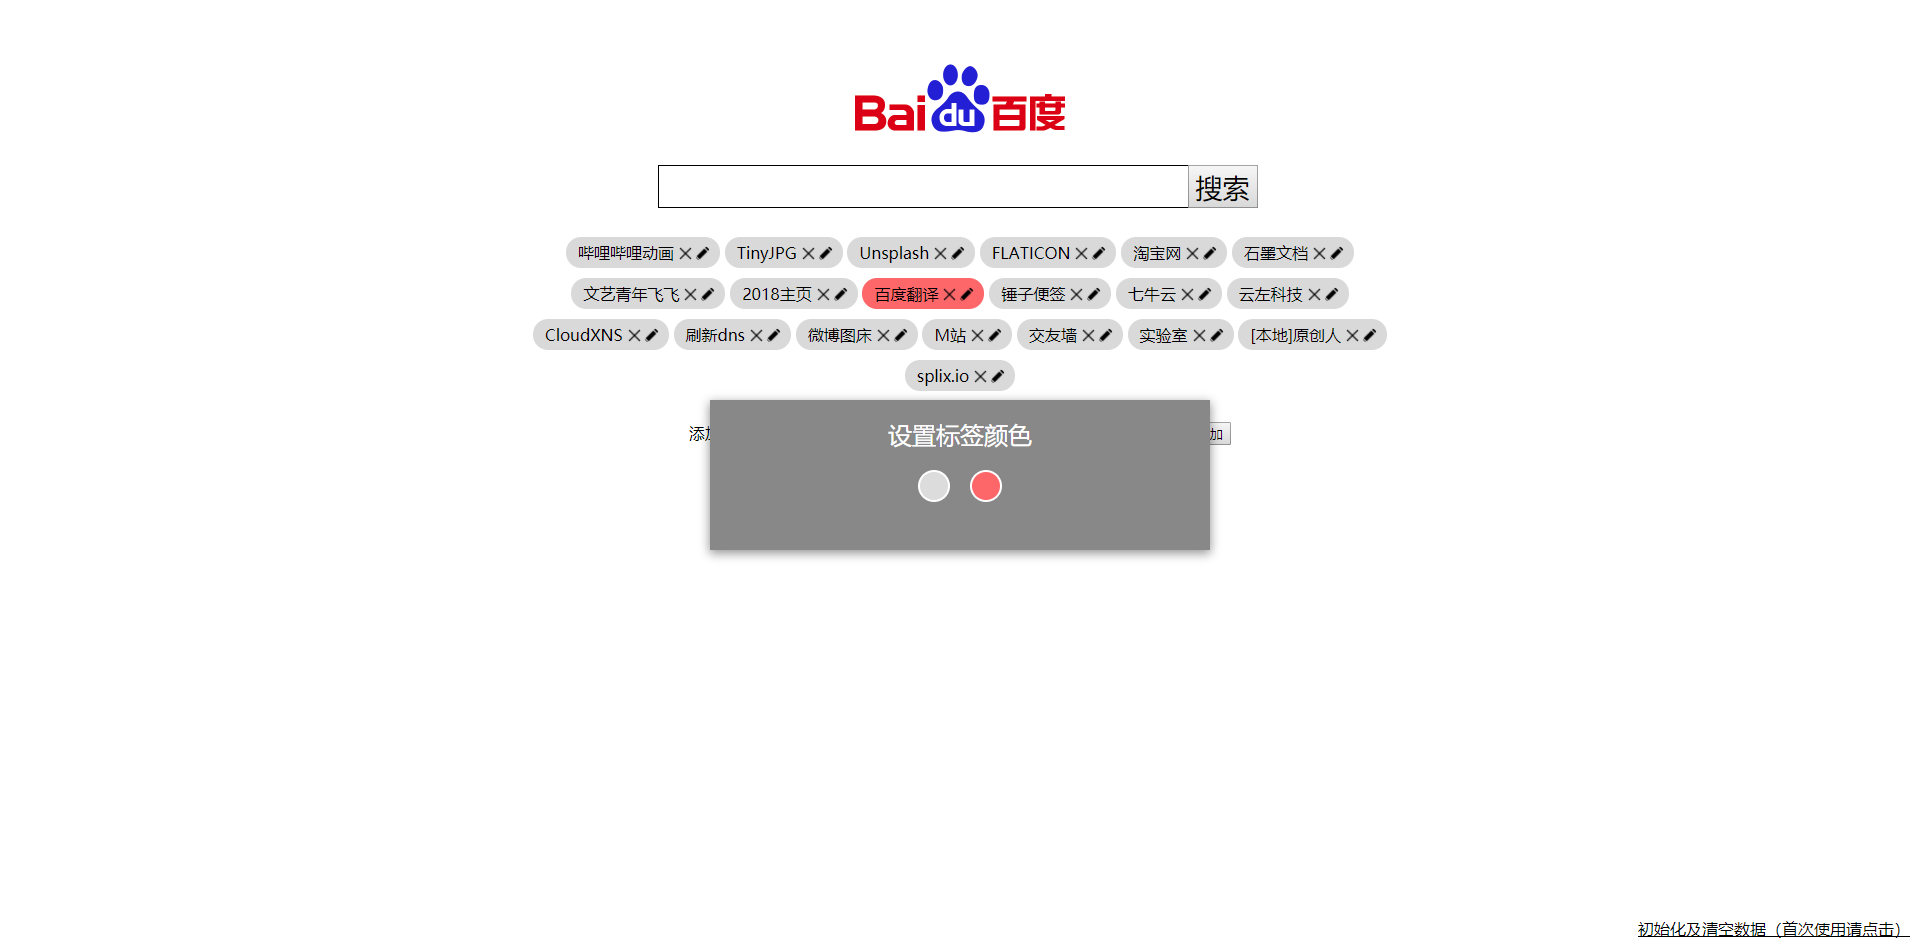 Baidu百度
搜索
哔哩哔哩动画 TinyJPG Unsplash FLATICON 淘宝网 石墨文档
文艺青年飞飞 2018主页 百度翻译 锤子便签 七牛云 云左科技
CloudXNS 刷新dns 微博图床 M站 交友墙 实验室 [本地]原创人
splix.io
设置标签颜色
添 加
初始化及清空数据（首次使用请点击）